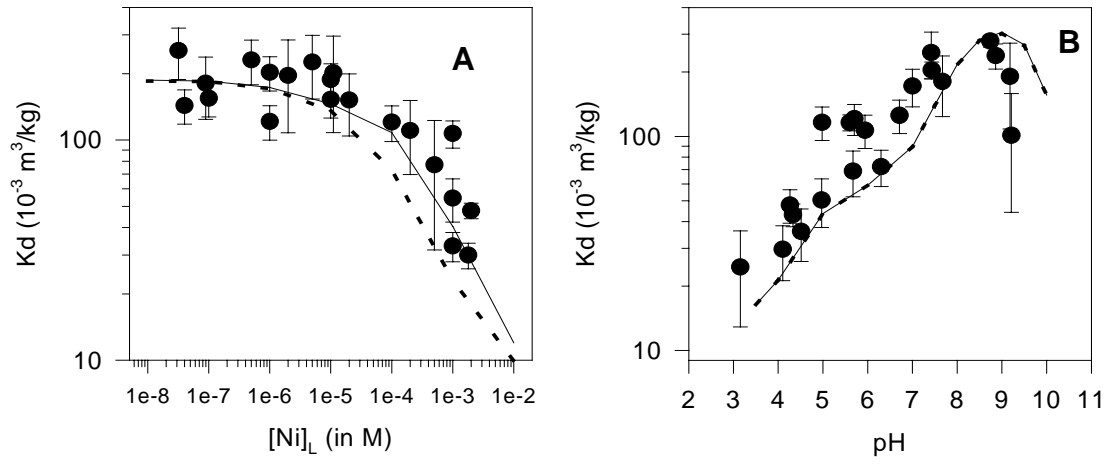 A
Kd (10-3 m3/kg)
100
10
1e-8 1e-7 1e-6 1e-5 1e-4 1e-3 1e-2
[Ni]L (in M)
B
Kd (10-3 m3/kg)
100
10
2 3 4 5 6 7 8 9 10 11
pH